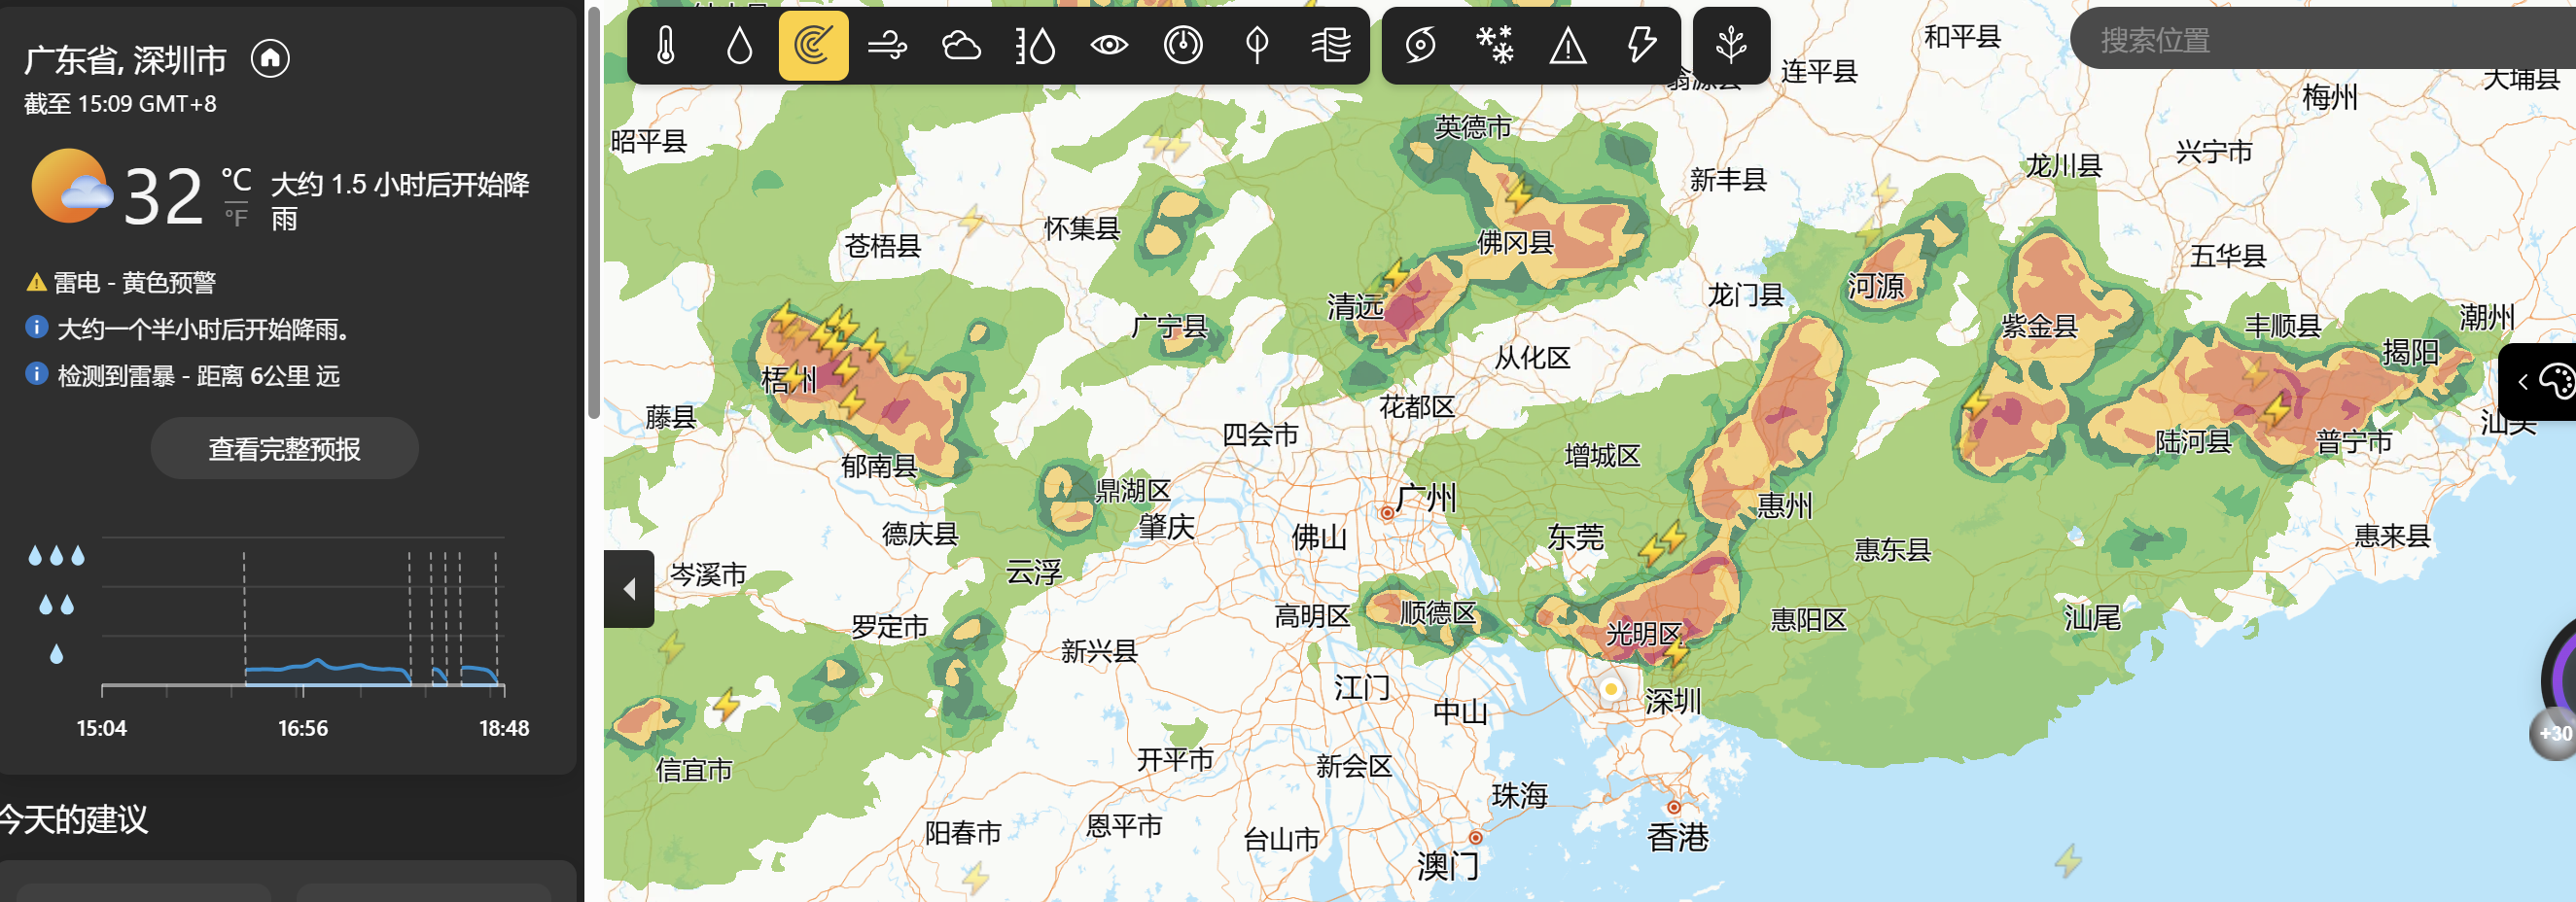 广东省, 深圳市
截至 15:09 GMT+8
32
°C
°F
大约 1.5 小时后开始降
雨
雷电 - 黄色预警
大约一个半小时后开始降雨。
检测到雷暴 - 距离 6公里 远
查看完整预报
15:04
16:56
18:48
今天的建议
搜索位置
和平县
连平县
翁源县
大埔县
梅州
昭平县
英德市
新丰县
龙川县
兴宁市
苍梧县
怀集县
佛冈县
五华县
清远
龙门县
河源
广宁县
紫金县
丰顺县
潮州
从化区
揭阳
梧州
藤县
花都区
四会市
汕头
郁南县
增城区
陆河县
普宁市
鼎湖区
广州
惠州
德庆县
肇庆
佛山
东莞
惠东县
惠来县
岑溪市
云浮
高明区
顺德区
罗定市
新兴县
光明区
惠阳区
汕尾
江门
中山
深圳
信宜市
开平市
新会区
珠海
阳春市
恩平市
台山市
香港
澳门
+30